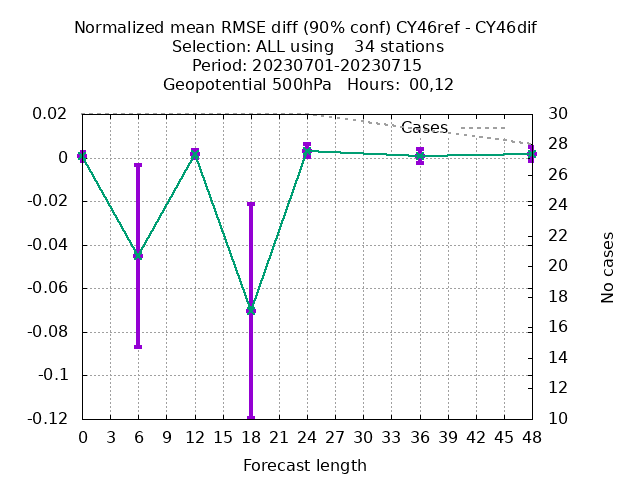 Normalized mean RMSE diff (90% conf) CY46ref - CY46dif
Selection: ALL using    34 stations
Period: 20230701-20230715
Geopotential 500hPa   Hours: 00,12
0.02
0
-0.02
-0.04
-0.06
-0.08
-0.1
-0.12
Cases
30
28
26
24
22
20
18
16
14
12
10
No cases
0 3 6 9 12 15 18 21 24 27 30 33 36 39 42 45 48
Forecast length